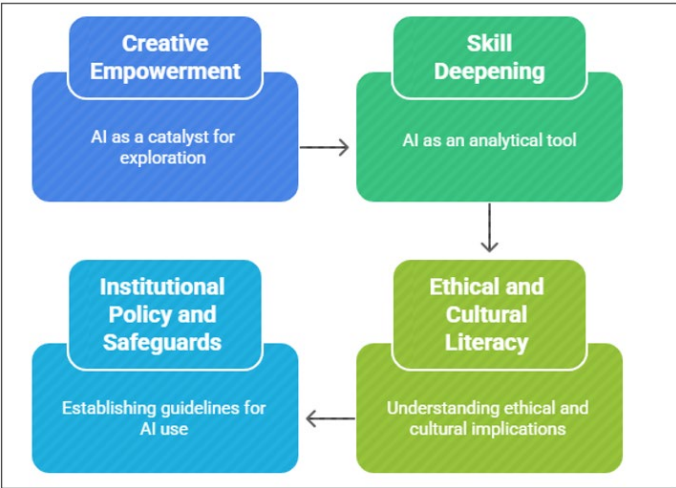 Creative
Empowerment
AI as a catalyst for
exploration
Skill
Deepening
AI as an analytical tool
Institutional
Policy and
Safeguards
Establishing guidelines for
AI use
Ethical and
Cultural
Literacy
Understanding ethical and
cultural implications